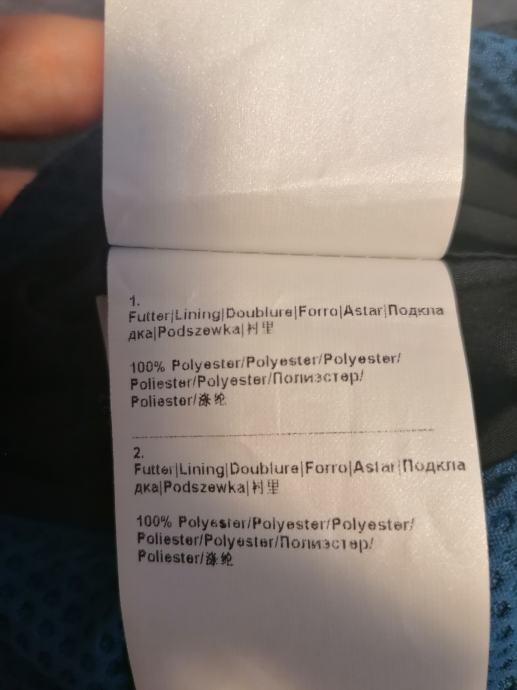 1.
Futter|Lining|Doublure|Forro|Astar|Подкла
дка|Podszewka|衬里
100% Polyester/Polyester/Polyester/
Poliester/Polyester/Полиэстер/
Poliester/涤纶
2.
Futter|Lining|Doublure|Forro|Astar|Подкла
дка|Podszewka|衬里
100% Polyester/Polyester/Polyester/
Poliester/Polyester/Полиэстер/
Poliester/涤纶